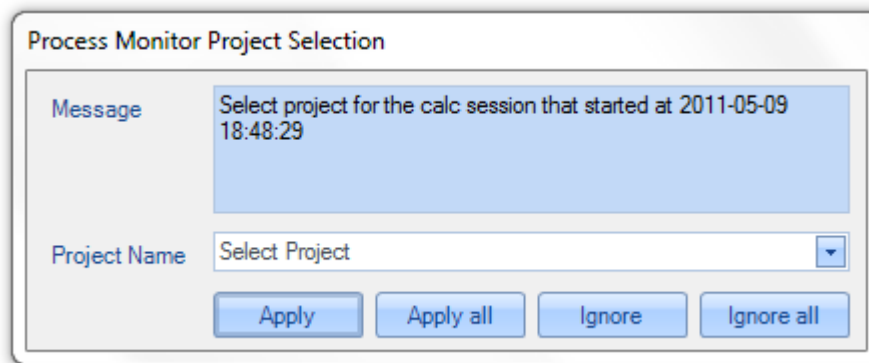 Process Monitor Project Selection
Message
Select project for the calc session that started at 2011-05-09
18:48:29
Project Name
Select Project
Apply
Apply all
Ignore
Ignore all